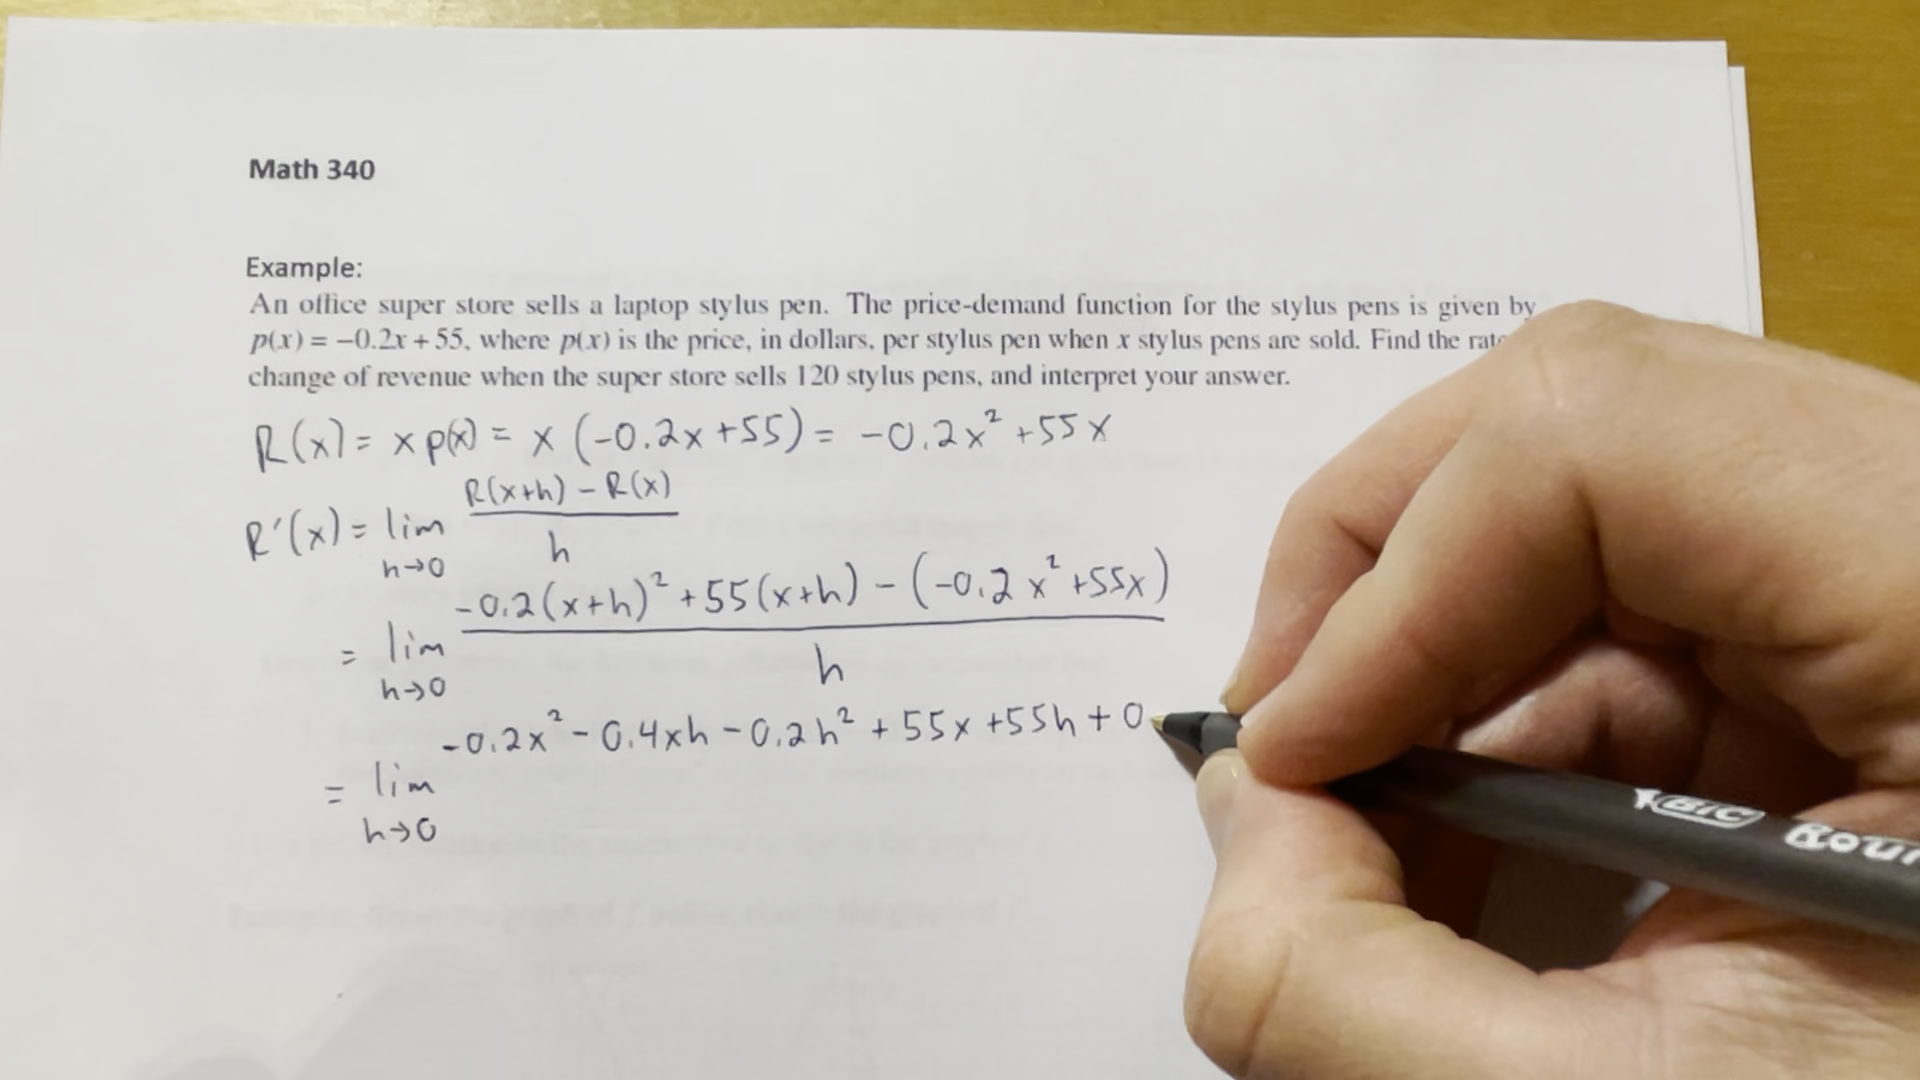 Math 340
Example:
An office super store sells a laptop stylus pen. The price-demand function for the stylus pens is given by
p(x) = −0.2x + 55, where p(x) is the price, in dollars, per stylus pen when x stylus pens are sold. Find the
change of revenue when the super store sells 120 stylus pens, and interpret your answer.
R(x) = x p(x) = x (-0.2x + 55) = -0.2x² + 55x
R'(x) = lim R(x+h) - R(x)
h→0 h
-0.2(x+h)² + 55(x+h) - (-0.2x² + 55x)
= lim
h→0 h
-0.2x² - 0.4xh - 0.2h² + 55x + 55h + 0.
= lim
h→0
BIC